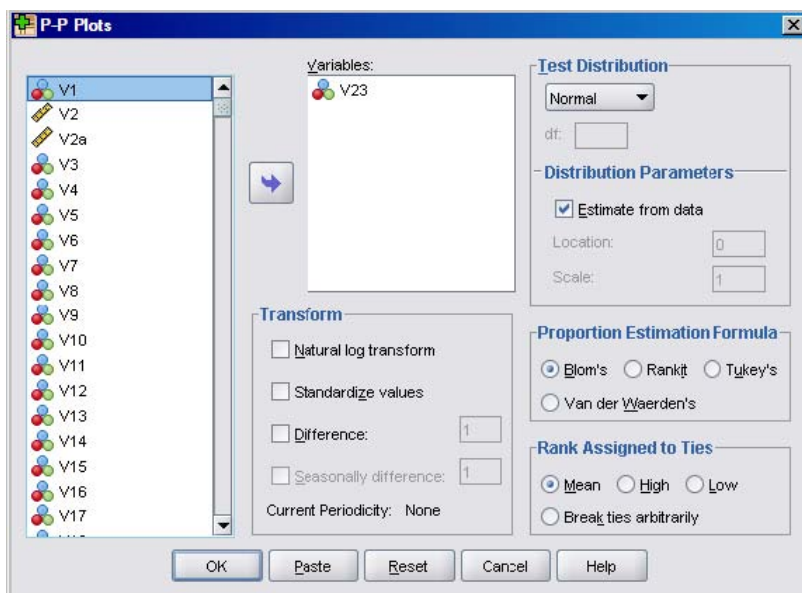 P-P Plots
V1
V2
V2a
V3
V4
V5
V6
V7
V8
V9
V10
V11
V12
V13
V14
V15
V16
V17
Variables:
V23
Transform
Natural log transform
Standardize values
Difference: 1
Seasonally difference: 1
Current Periodicity: None
Test Distribution
Normal
df:
Distribution Parameters
Estimate from data
Location: 0
Scale: 1
Proportion Estimation Formula
Blom's Rankit Tukey's
Van der Waerden's
Rank Assigned to Ties
Mean High Low
Break ties arbitrarily
OK Paste Reset Cancel Help